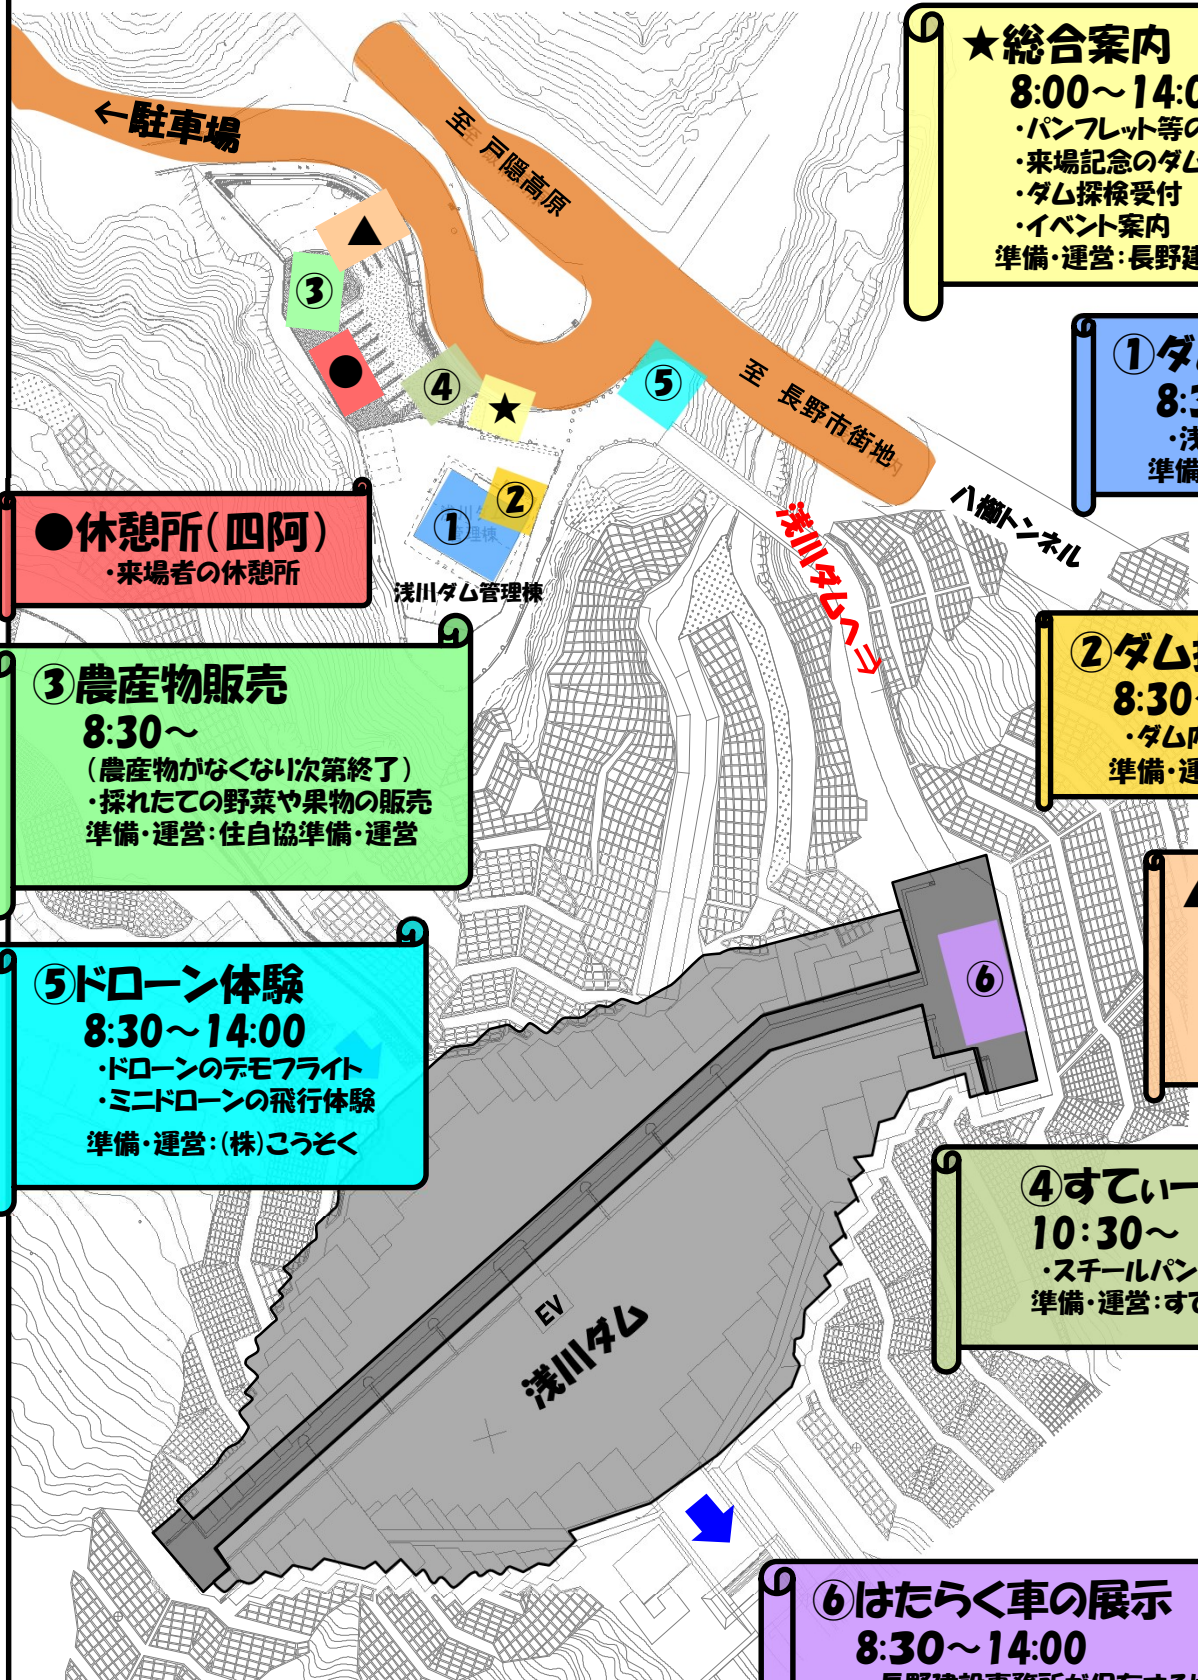 ★総合案内
8:00～14:0
・パンフレット等の
・来場記念のダム
・ダム探検受付
・イベント案内
準備・運営：長野建
←駐車場
至 戸隠高原
▲
③
●
④
★
⑤
至 長野市街地
①
②
浅川ダム管理棟
八櫛トンネル
浅川ダムへ⇒
①ダ
8:3
・浅
準備
●休憩所(四阿)
・来場者の休憩所
③農産物販売
8:30～
(農産物がなくなり次第終了)
・採れたての野菜や果物の販売
準備・運営：住自協準備・運営
②ダム探
8:30～
・ダム内
準備・運
▲
⑤ドローン体験
8:30～14:00
・ドローンのデモフライト
・ミニドローンの飛行体験
準備・運営：(株)こうそく
⑥
④すてぃー
10:30～
・スチールパン
準備・運営：すて
EV
浅川ダム
⑥はたらく車の展示
8:30～14:00